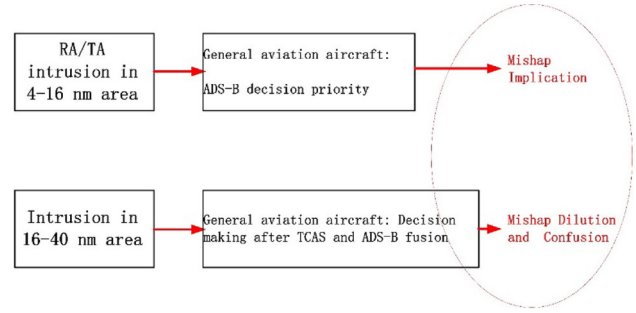 RA/TA
intrusion in
4-16 nm area
General aviation aircraft:
ADS-B decision priority
Mishap
Implication
Intrusion in
16-40 nm area
General aviation aircraft: Decision
making after TCAS and ADS-B fusion
Mishap Dilution
and Confusion